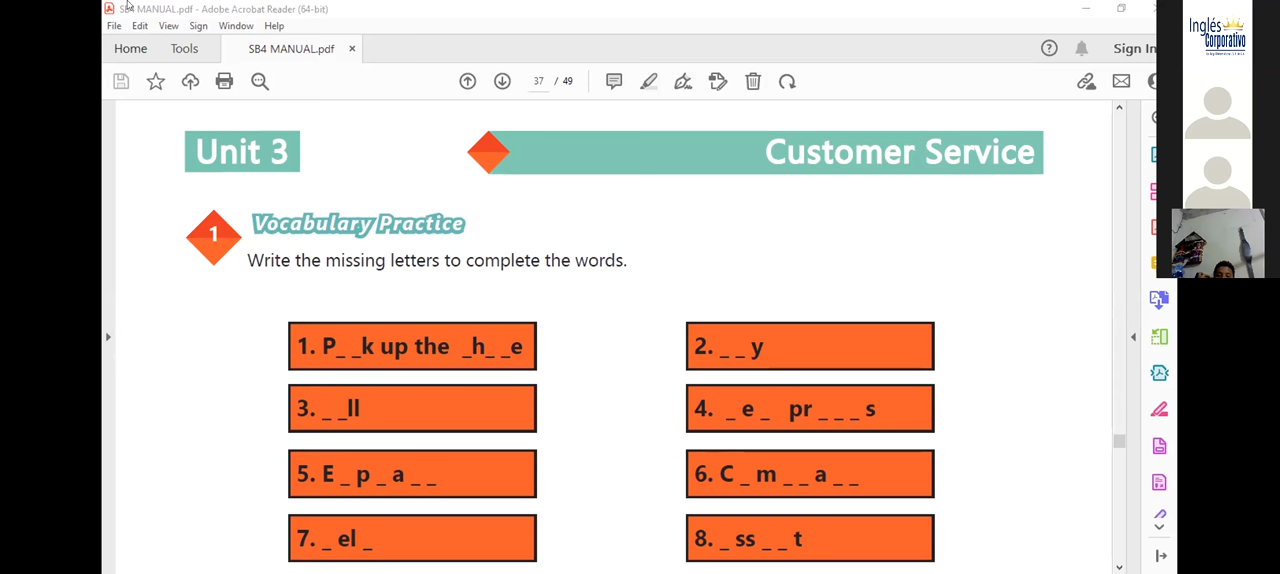 SB4 MANUAL.pdf - Adobe Acrobat Reader (64-bit)
File Edit View Sign Window Help
Home Tools SB4 MANUAL.pdf × Sign In
37 / 49
Inglés
Corporativo
Unit 3
Customer Service
1 Vocabulary Practice
Write the missing letters to complete the words.
1. P_ _k up the _h_ _e
2. _ _ y
3. _ _ll
4. _ e _ pr _ _ _ s
5. E _ p _ a _ _
6. C _ m _ _ a _ _
7. _ el _
8. _ ss _ _ t